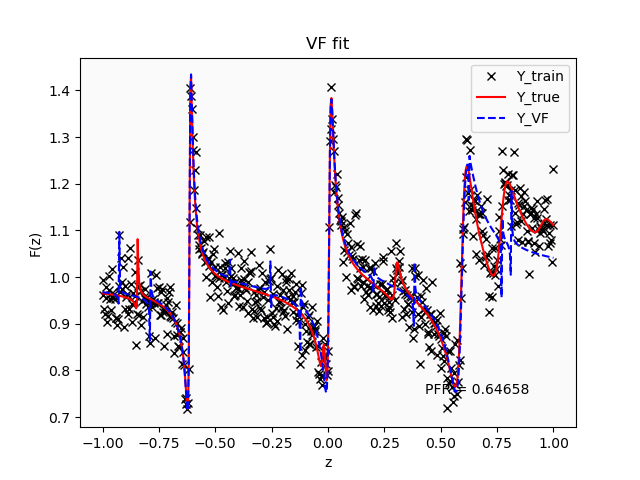 VF fit
Y_train
Y_true
Y_VF
F(z)
1.4
1.3
1.2
1.1
1.0
0.9
0.8
0.7
PFP = 0.64658
−1.00 −0.75 −0.50 −0.25 0.00 0.25 0.50 0.75 1.00
z